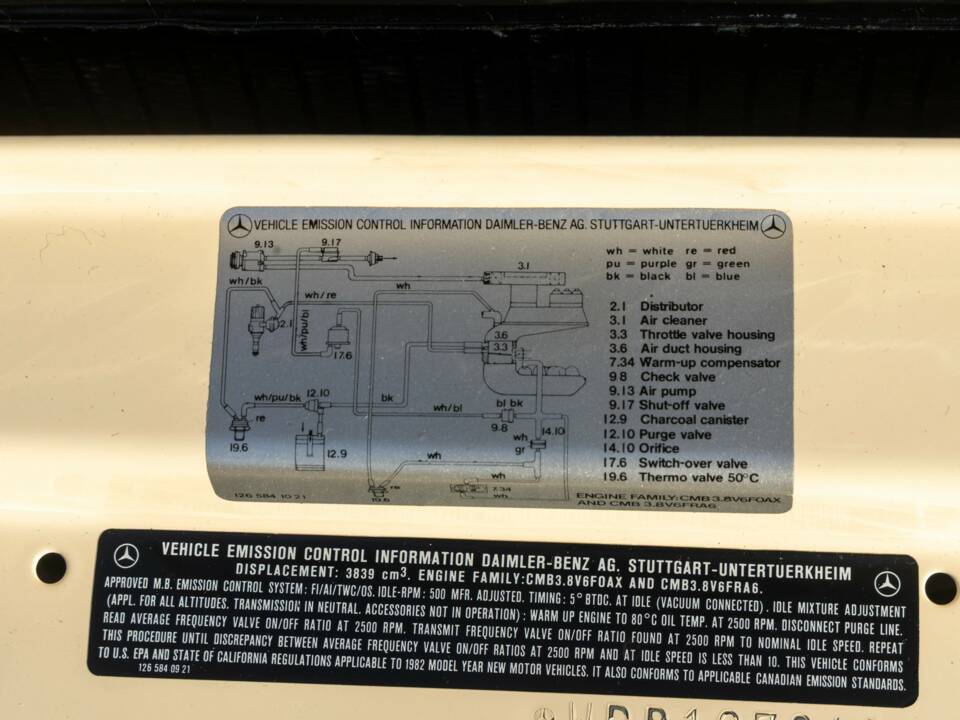 VEHICLE EMISSION CONTROL INFORMATION DAIMLER-BENZ AG. STUTTGART-UNTERTUERKHEIM
9.13
9.17
3.1
wh/bk
wh/re
wh
2.1
wh/pu/bl
17.6
3.6
3.3
wh/pu/bk
12.10
bk
wh/bl
bl bk
re
9.8
14.10
19.6
12.9
wh
gr
wh
wh
7.34
wh
re
19.6
wh = white re = red
pu = purple gr = green
bk = black bl = blue
2.1 Distributor
3.1 Air cleaner
3.3 Throttle valve housing
3.6 Air duct housing
7.34 Warm-up compensator
9.8 Check valve
9.13 Air pump
9.17 Shut-off valve
12.9 Charcoal canister
12.10 Purge valve
14.10 Orifice
17.6 Switch-over valve
19.6 Thermo valve 50°C
126 584 10 21
ENGINE FAMILY: CMB 3.8V6FOAX
AND CMB 3.8V6FRA6
VEHICLE EMISSION CONTROL INFORMATION DAIMLER-BENZ AG. STUTTGART-UNTERTUERKHEIM
DISPLACEMENT: 3839 cm³. ENGINE FAMILY:CMB3.8V6FOAX AND CMB3.8V6FRA6.
APPROVED M.B. EMISSION CONTROL SYSTEM: FI/AI/TWC/OS. IDLE-RPM: 500 MFR. ADJUSTED. TIMING: 5° BTDC. AT IDLE (VACUUM CONNECTED). IDLE MIXTURE ADJUSTMENT
(APPL. FOR ALL ALTITUDES. TRANSMISSION IN NEUTRAL. ACCESSORIES NOT IN OPERATION) : WARM UP ENGINE TO 80°C OIL TEMP. AT 2500 RPM. DISCONNECT PURGE LINE.
READ AVERAGE FREQUENCY VALVE ON/OFF RATIO AT 2500 RPM. TRANSMIT FREQUENCY VALVE ON/OFF RATIO FOUND AT 2500 RPM TO NOMINAL IDLE SPEED. REPEAT
THIS PROCEDURE UNTIL DISCREPANCY BETWEEN AVERAGE FREQUENCY VALVE ON/OFF RATIOS AT 2500 RPM AND AT IDLE SPEED IS LESS THAN 10. THIS VEHICLE CONFORMS
TO U.S. EPA AND STATE OF CALIFORNIA REGULATIONS APPLICABLE TO 1982 MODEL YEAR NEW MOTOR VEHICLES. IT ALSO CONFORMS TO APPLICABLE CANADIAN EMISSION STANDARDS.
126 584 09 21